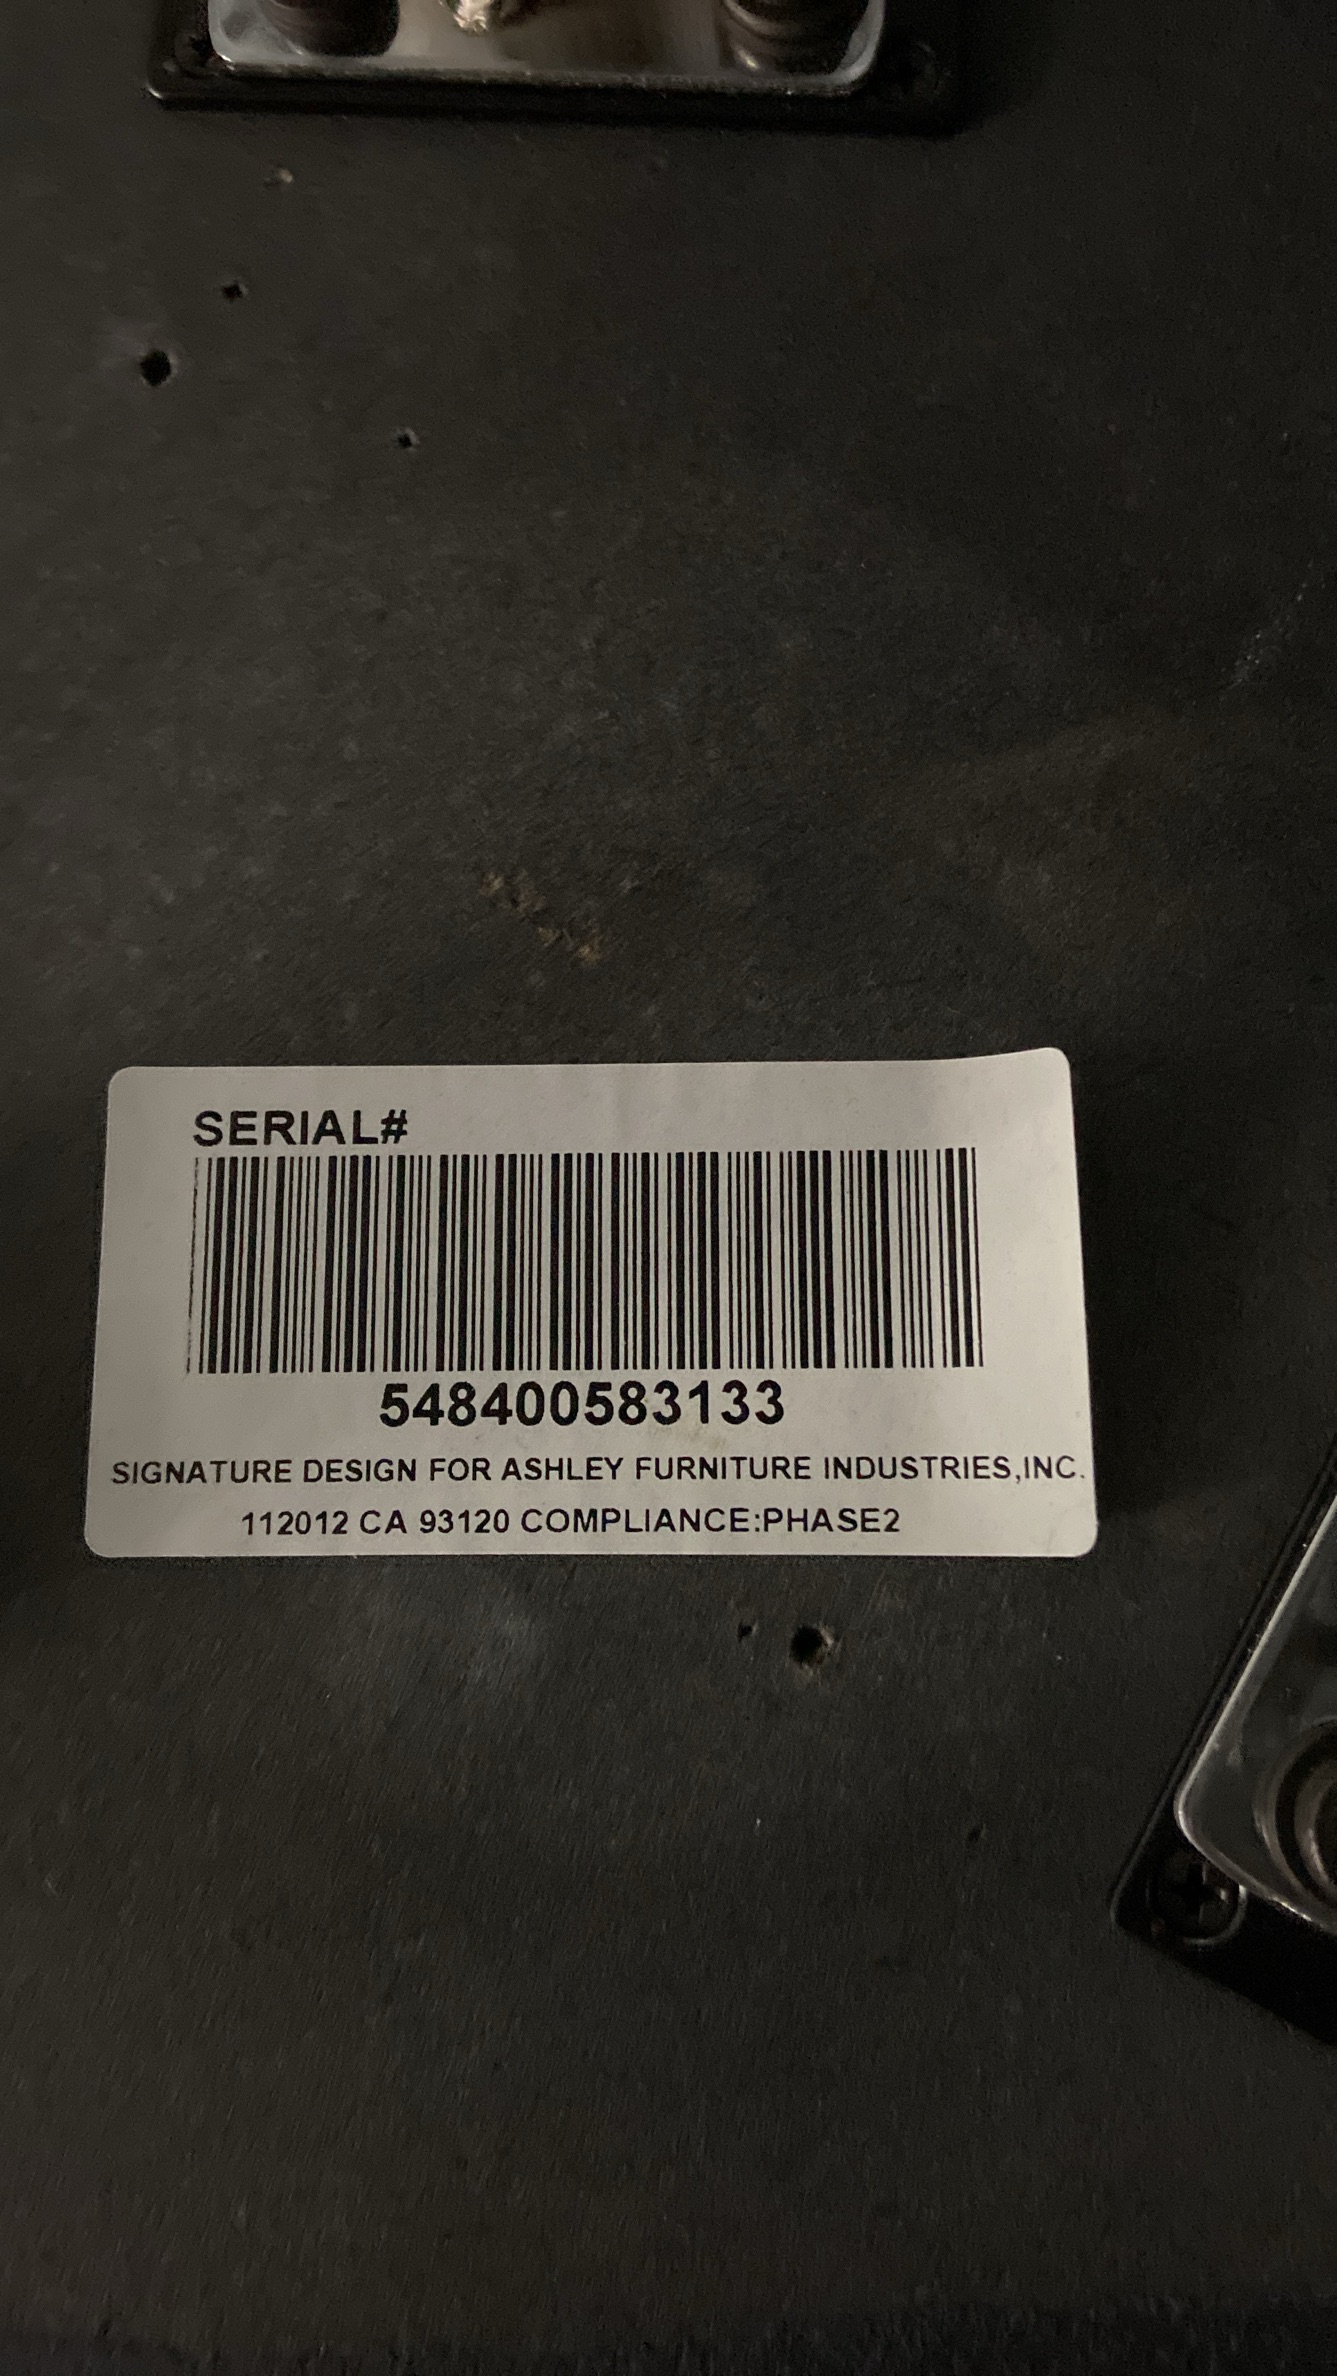 SERIAL#
548400583133
SIGNATURE DESIGN FOR ASHLEY FURNITURE INDUSTRIES,INC.
112012 CA 93120 COMPLIANCE:PHASE2